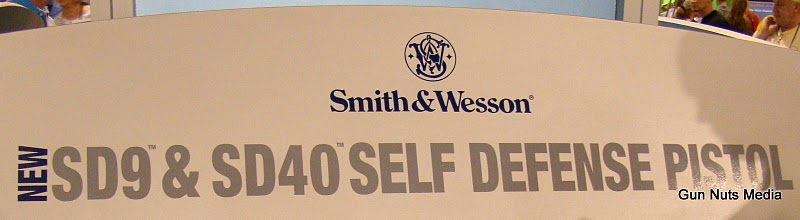 Smith & Wesson®
NEW SD9™ & SD40™ SELF DEFENSE PISTOL
Gun Nuts Media